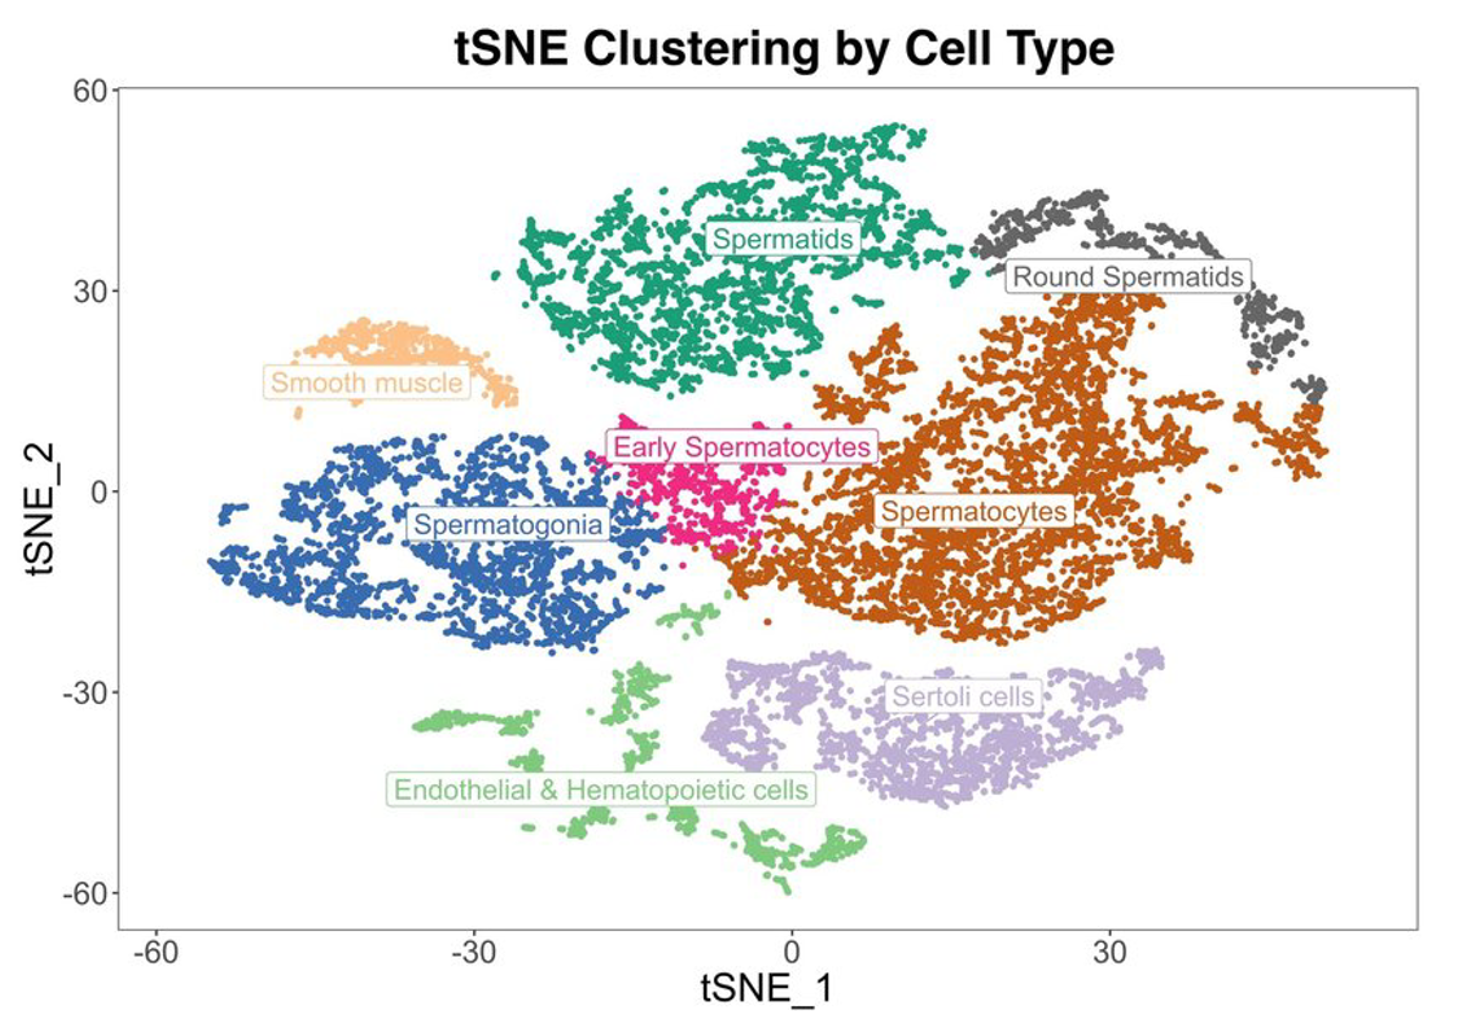 tSNE Clustering by Cell Type
60
30
0
-30
-60
tSNE_2
Spermatids
Round Spermatids
Smooth muscle
Early Spermatocytes
Spermatogonia
Spermatocytes
Sertoli cells
Endothelial & Hematopoietic cells
-60
-30
0
30
tSNE_1